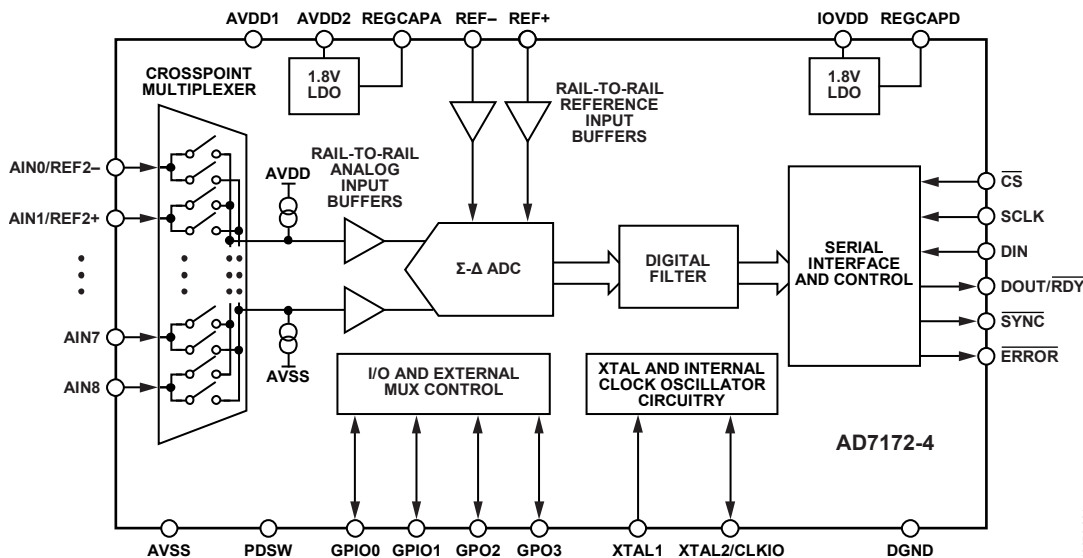 AVDD1 AVDD2 REGCAPA REF– REF+ IOVDD REGCAPD
CROSSPOINT
MULTIPLEXER
1.8V
LDO
RAIL-TO-RAIL
REFERENCE
INPUT
BUFFERS
1.8V
LDO
AIN0/REF2–
AIN1/REF2+
AIN7
AIN8
RAIL-TO-RAIL
ANALOG
INPUT
BUFFERS
AVDD
AVSS
Σ-Δ ADC
DIGITAL
FILTER
SERIAL
INTERFACE
AND CONTROL
CS
SCLK
DIN
DOUT/RDY
SYNC
ERROR
I/O AND EXTERNAL
MUX CONTROL
XTAL AND INTERNAL
CLOCK OSCILLATOR
CIRCUITRY
AD7172-4
AVSS PDSW GPIO0 GPIO1 GPO2 GPO3 XTAL1 XTAL2/CLKIO DGND